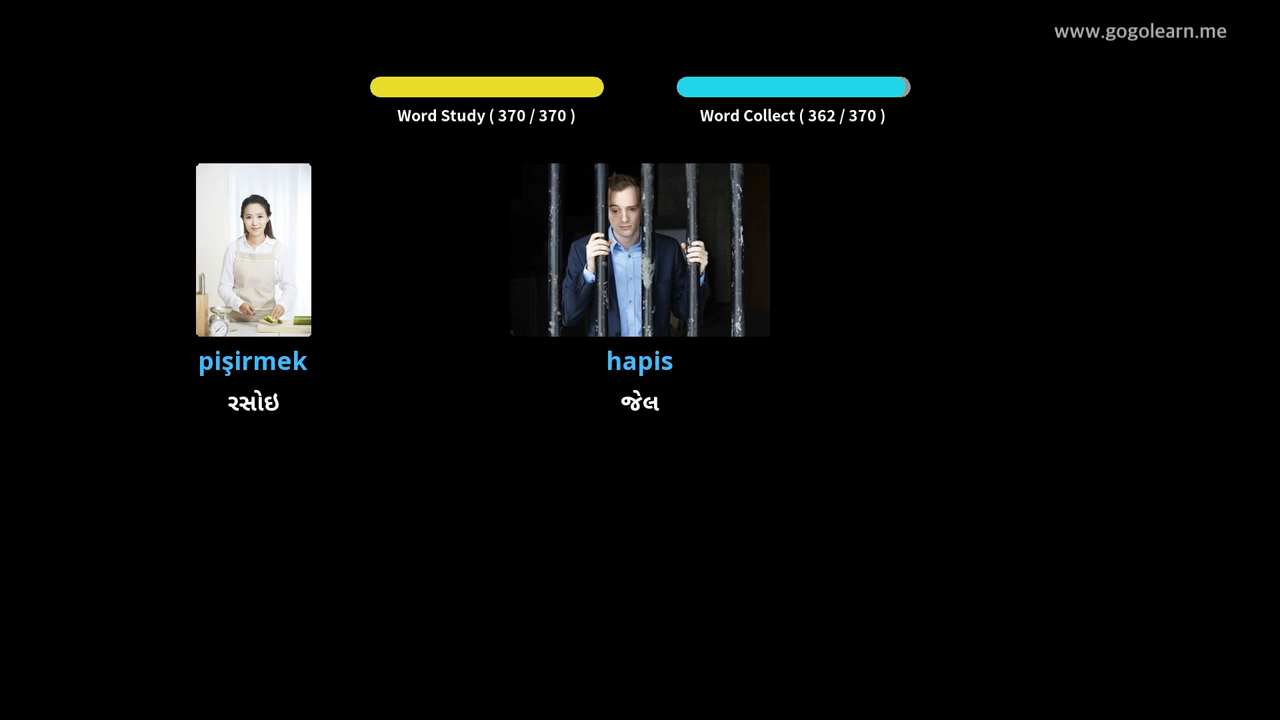 www.gogolearn.me
Word Study ( 370 / 370 )
Word Collect ( 362 / 370 )
pişirmek
hapis
રસોઇ
જેલ